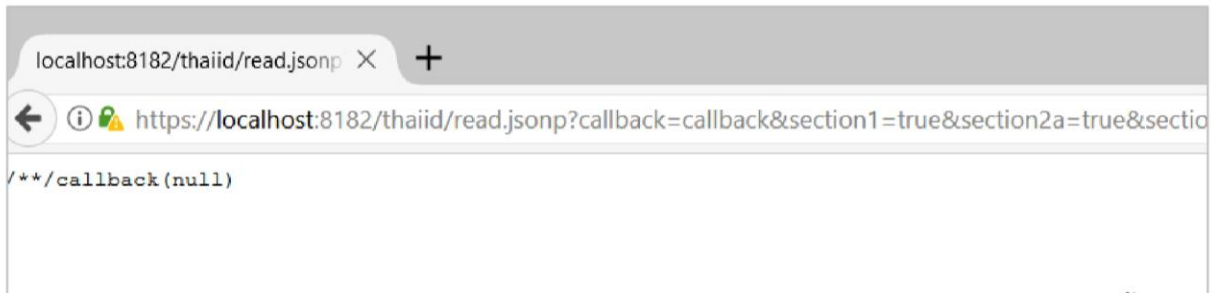 localhost:8182/thaiid/read.jsonp
https://localhost:8182/thaiid/read.jsonp?callback=callback&section1=true&section2a=true&sectio
/**/callback(null)